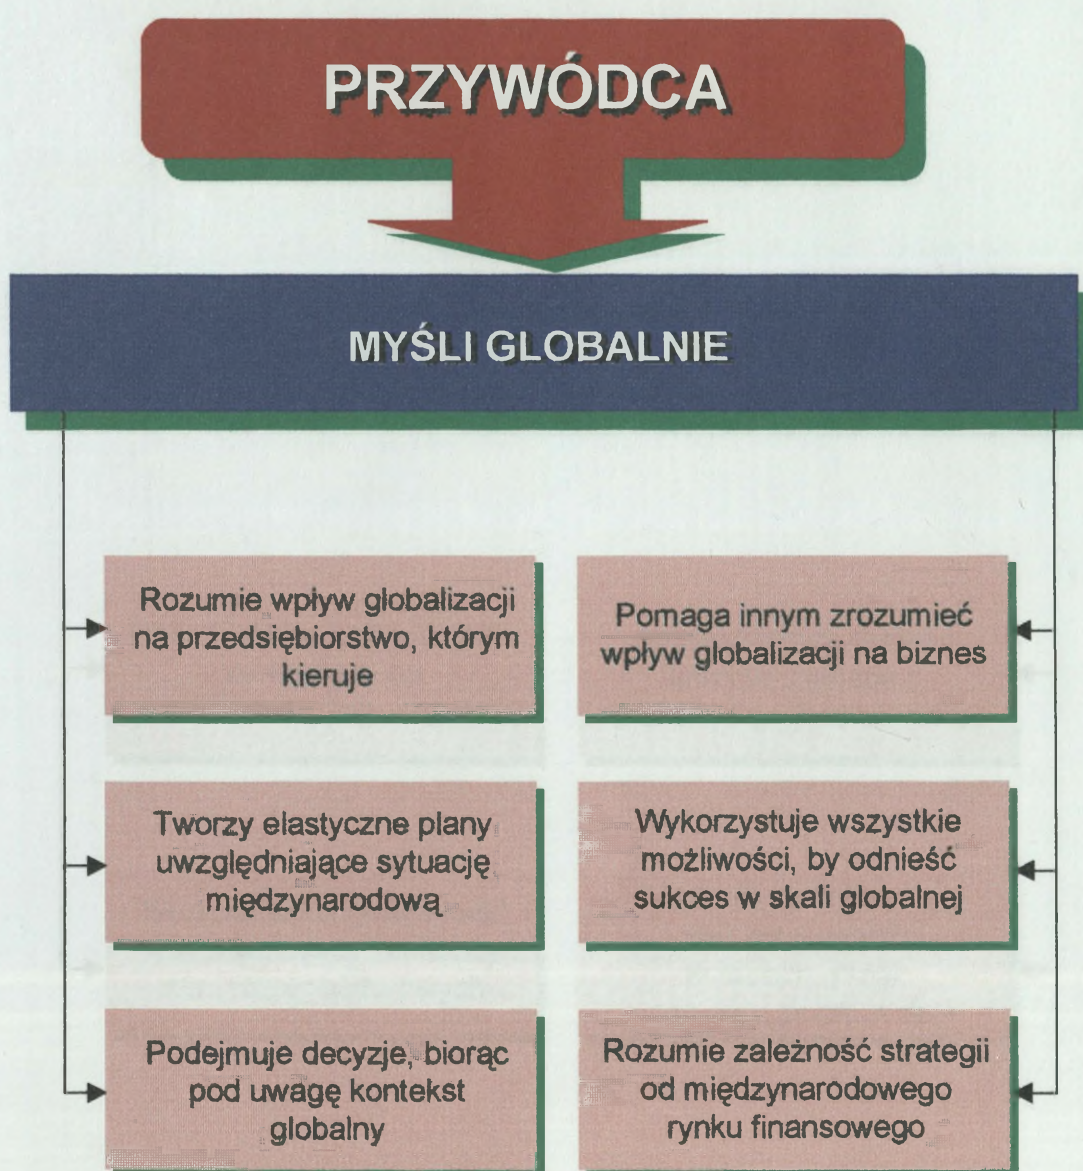 PRZYWÓDCA
MYŚLI GLOBALNIE
Rozumie wpływ globalizacji
na przedsiębiorstwo, którym
kieruje
Pomaga innym zrozumieć
wpływ globalizacji na biznes
Tworzy elastyczne plany
uwzględniające sytuację
międzynarodową
Wykorzystuje wszystkie
możliwości, by odnieść
sukces w skali globalnej
Podejmuje decyzje, biorąc
pod uwagę kontekst
globalny
Rozumie zależność strategii
od międzynarodowego
rynku finansowego